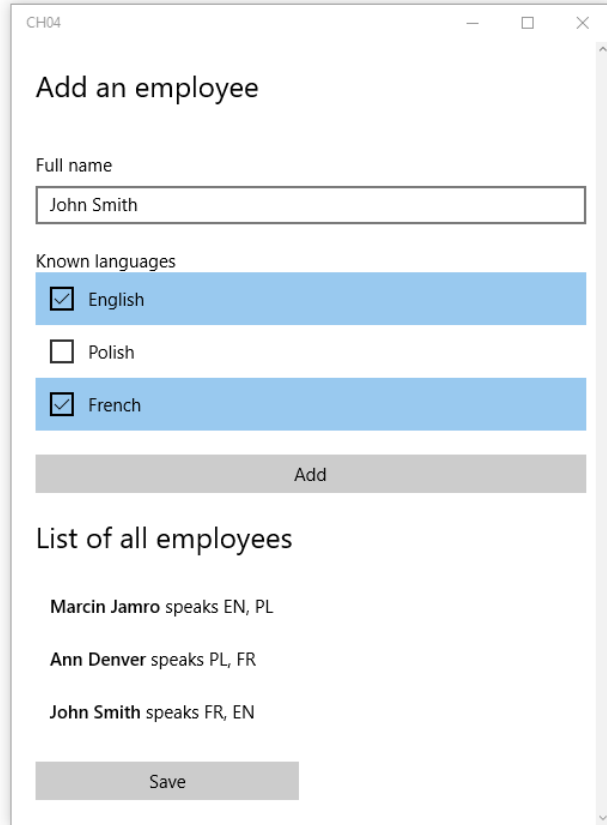 CH04
Add an employee
Full name
John Smith
Known languages
English
Polish
French
Add
List of all employees
Marcin Jamro speaks EN, PL
Ann Denver speaks PL, FR
John Smith speaks FR, EN
Save